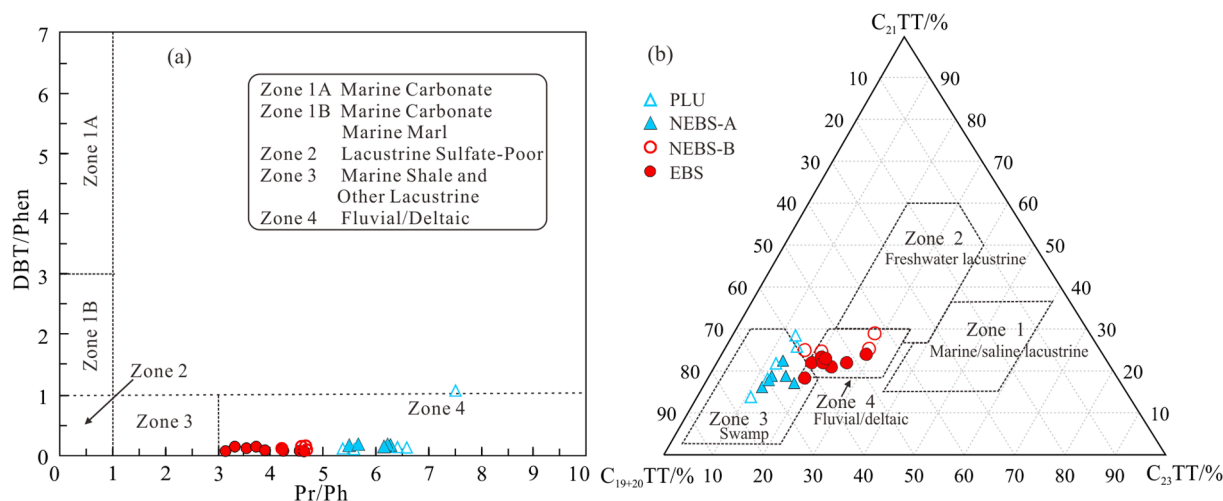 (a)
DBT/Phen
7
6
5
4
3
2
1
0
Zone 1A
Zone 1B
Zone 1A Marine Carbonate
Zone 1B Marine Carbonate
Marine Marl
Zone 2 Lacustrine Sulfate-Poor
Zone 3 Marine Shale and
Other Lacustrine
Zone 4 Fluvial/Deltaic
Zone 2
Zone 3
Zone 4
0 1 2 3 4 5 6 7 8 9 10
Pr/Ph
(b)
C₂₁TT/%
PLU
NEBS-A
NEBS-B
EBS
10 90
20 80
30 70
40 60
50 50
60 40
70 30
80 20
90 10
Zone 2
Freshwater lacustrine
Zone 1
Marine/saline/lacustrine
Zone 3
Swamp
Zone 4
Fluvial/deltaic
C₁₉₊₂₀TT/% 10 20 30 40 50 60 70 80 90 C₂₃TT/%